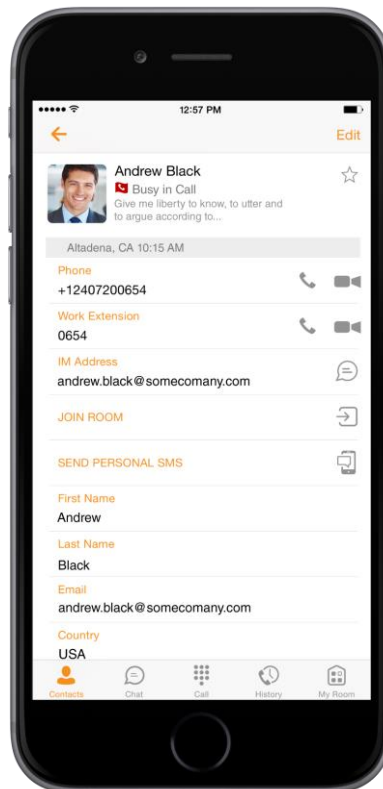 12:57 PM
Edit
Andrew Black
Busy in Call
Give me liberty to know, to utter and
to argue according to...
Altadena, CA 10:15 AM
Phone
+12407200654
Work Extension
0654
IM Address
andrew.black@somecomany.com
JOIN ROOM
SEND PERSONAL SMS
First Name
Andrew
Last Name
Black
Email
andrew.black@somecomany.com
Country
USA
Contacts Chat Call History My Room